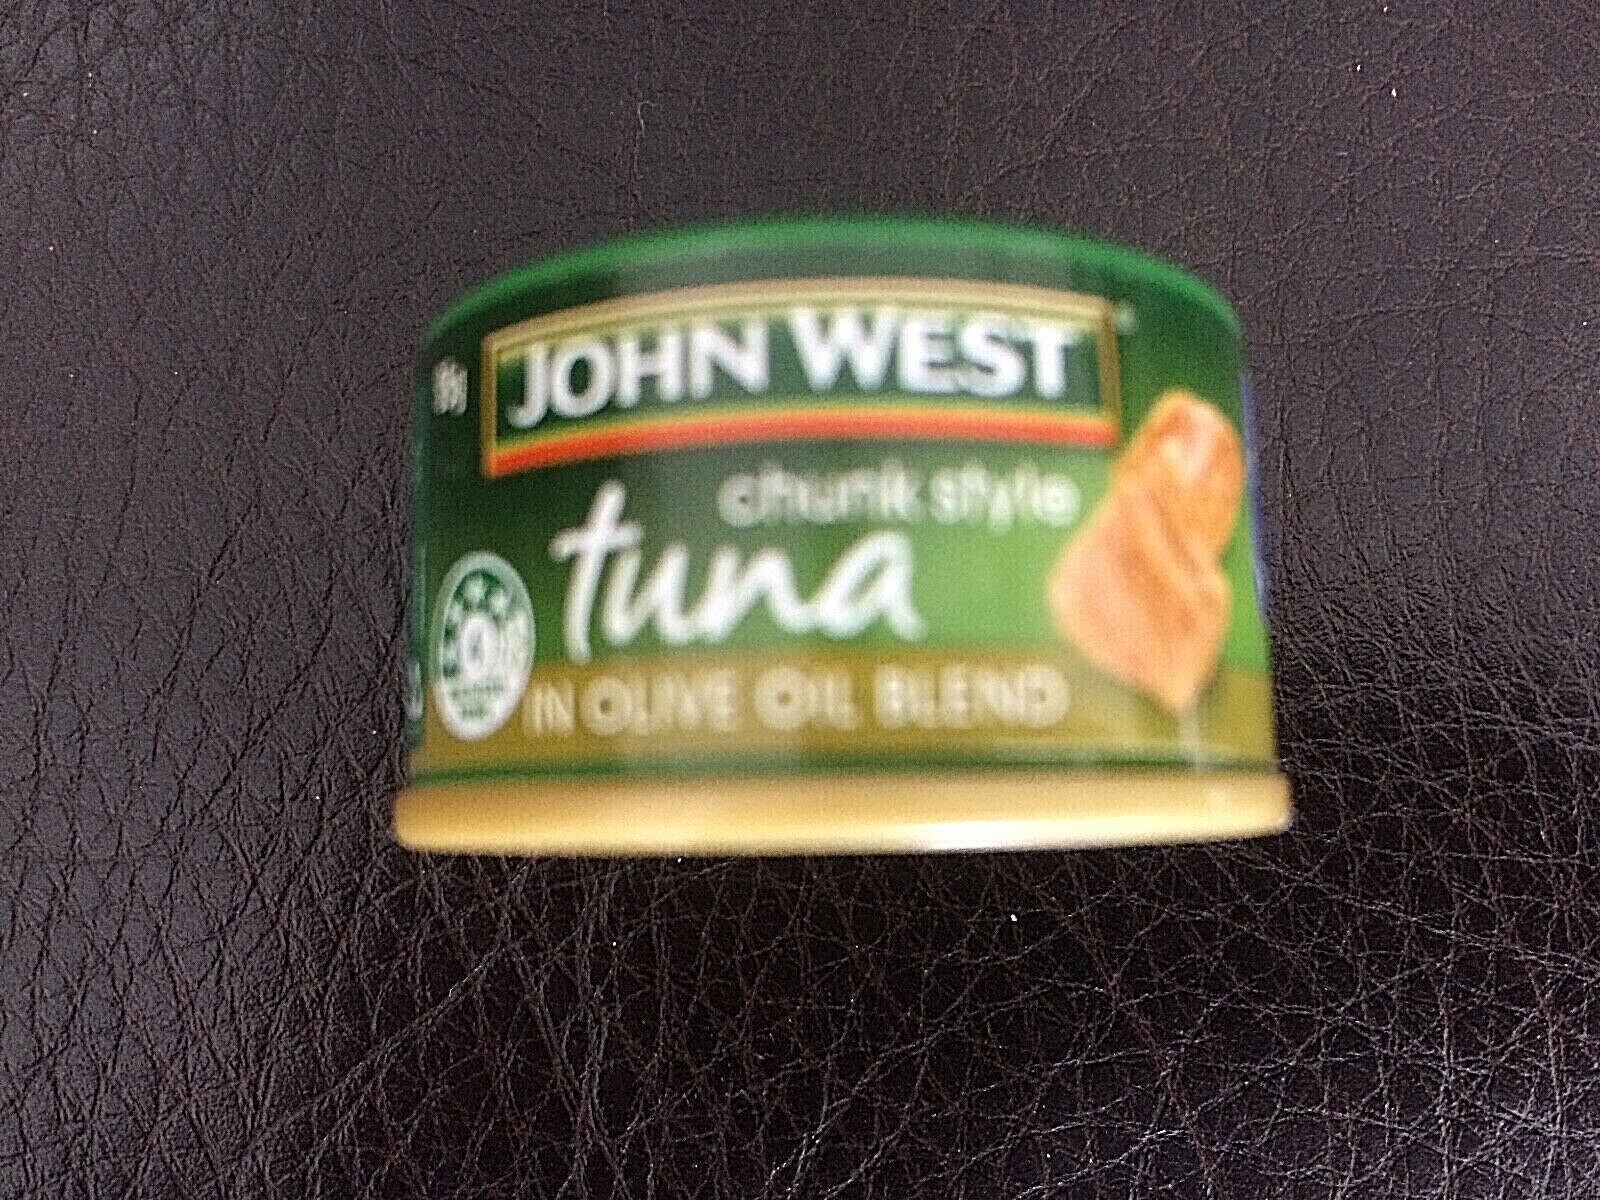 JOHN WEST
chunk style
tuna
IN OLIVE OIL BLEND